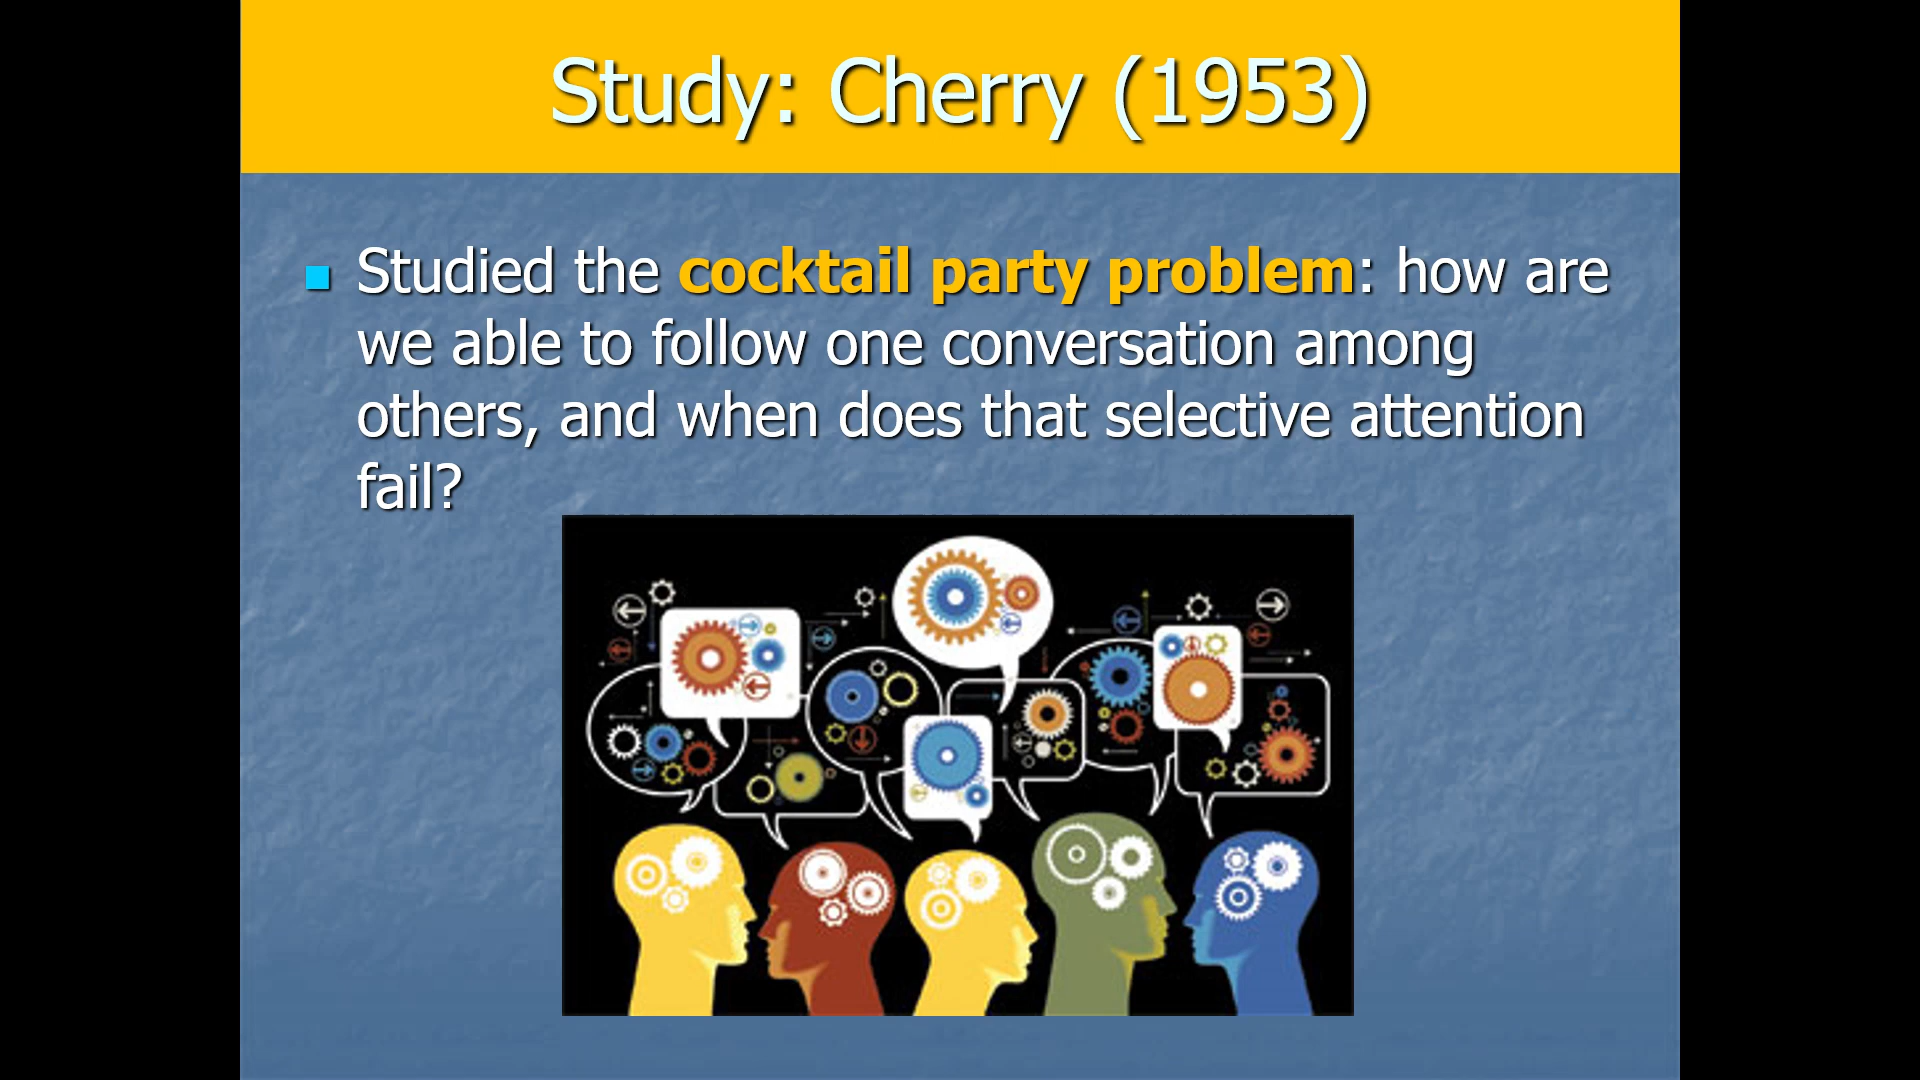 Study: Cherry (1953)
Studied the cocktail party problem: how are
we able to follow one conversation among
others, and when does that selective attention
fail?